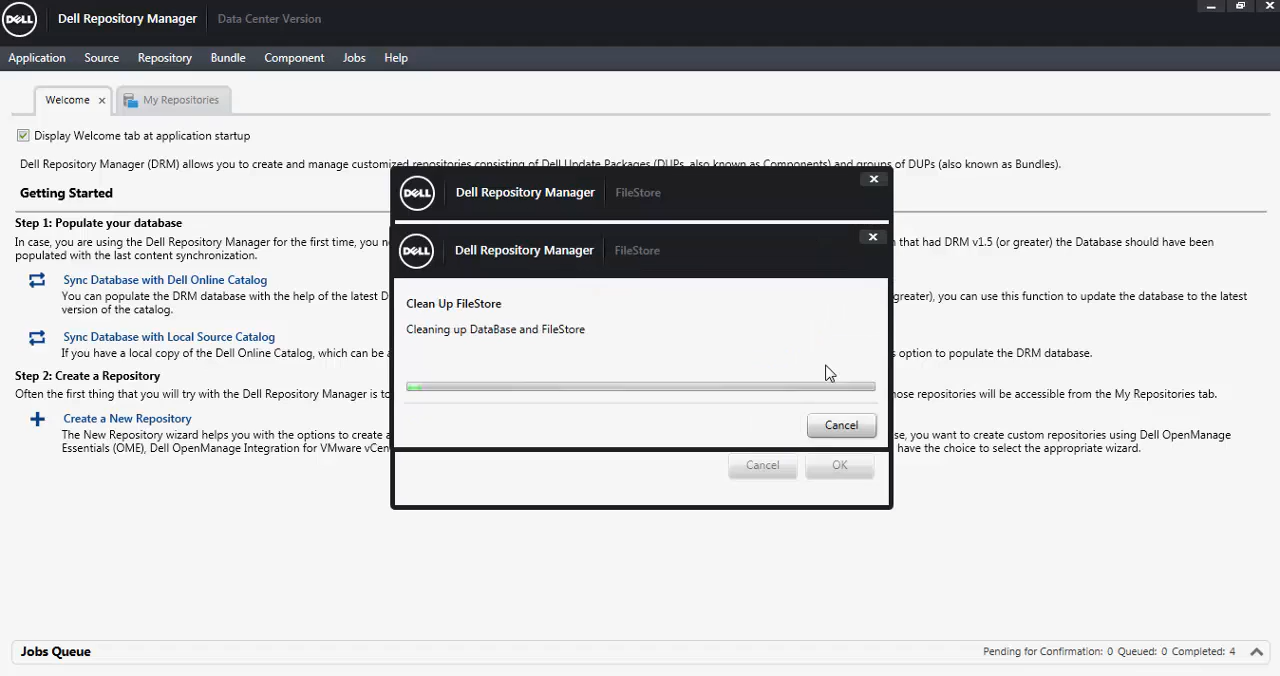 DELL Dell Repository Manager Data Center Version
Application Source Repository Bundle Component Jobs Help
Welcome × My Repositories
Display Welcome tab at application startup
Dell Repository Manager (DRM) allows you to create and manage customized repositories consisting of Dell Update Packages (DUPs, also known as Components) and groups of DUPs (also known as Bundles).
Getting Started
Step 1: Populate your database
In case, you are using the Dell Repository Manager for the first time, you ne
that had DRM v1.5 (or greater) the Database should have been
populated with the last content synchronization.
Sync Database with Dell Online Catalog
You can populate the DRM database with the help of the latest D
greater), you can use this function to update the database to the latest
version of the catalog.
Sync Database with Local Source Catalog
If you have a local copy of the Dell Online Catalog, which can be a
s option to populate the DRM database.
Step 2: Create a Repository
Often the first thing that you will try with the Dell Repository Manager is to
hose repositories will be accessible from the My Repositories tab.
Create a New Repository
The New Repository wizard helps you with the options to create a
se, you want to create custom repositories using Dell OpenManage
Essentials (OME), Dell OpenManage Integration for VMware vCen
have the choice to select the appropriate wizard.
DELL Dell Repository Manager FileStore
DELL Dell Repository Manager FileStore
Clean Up FileStore
Cleaning up DataBase and FileStore
Cancel
Cancel OK
Jobs Queue
Pending for Confirmation: 0 Queued: 0 Completed: 4